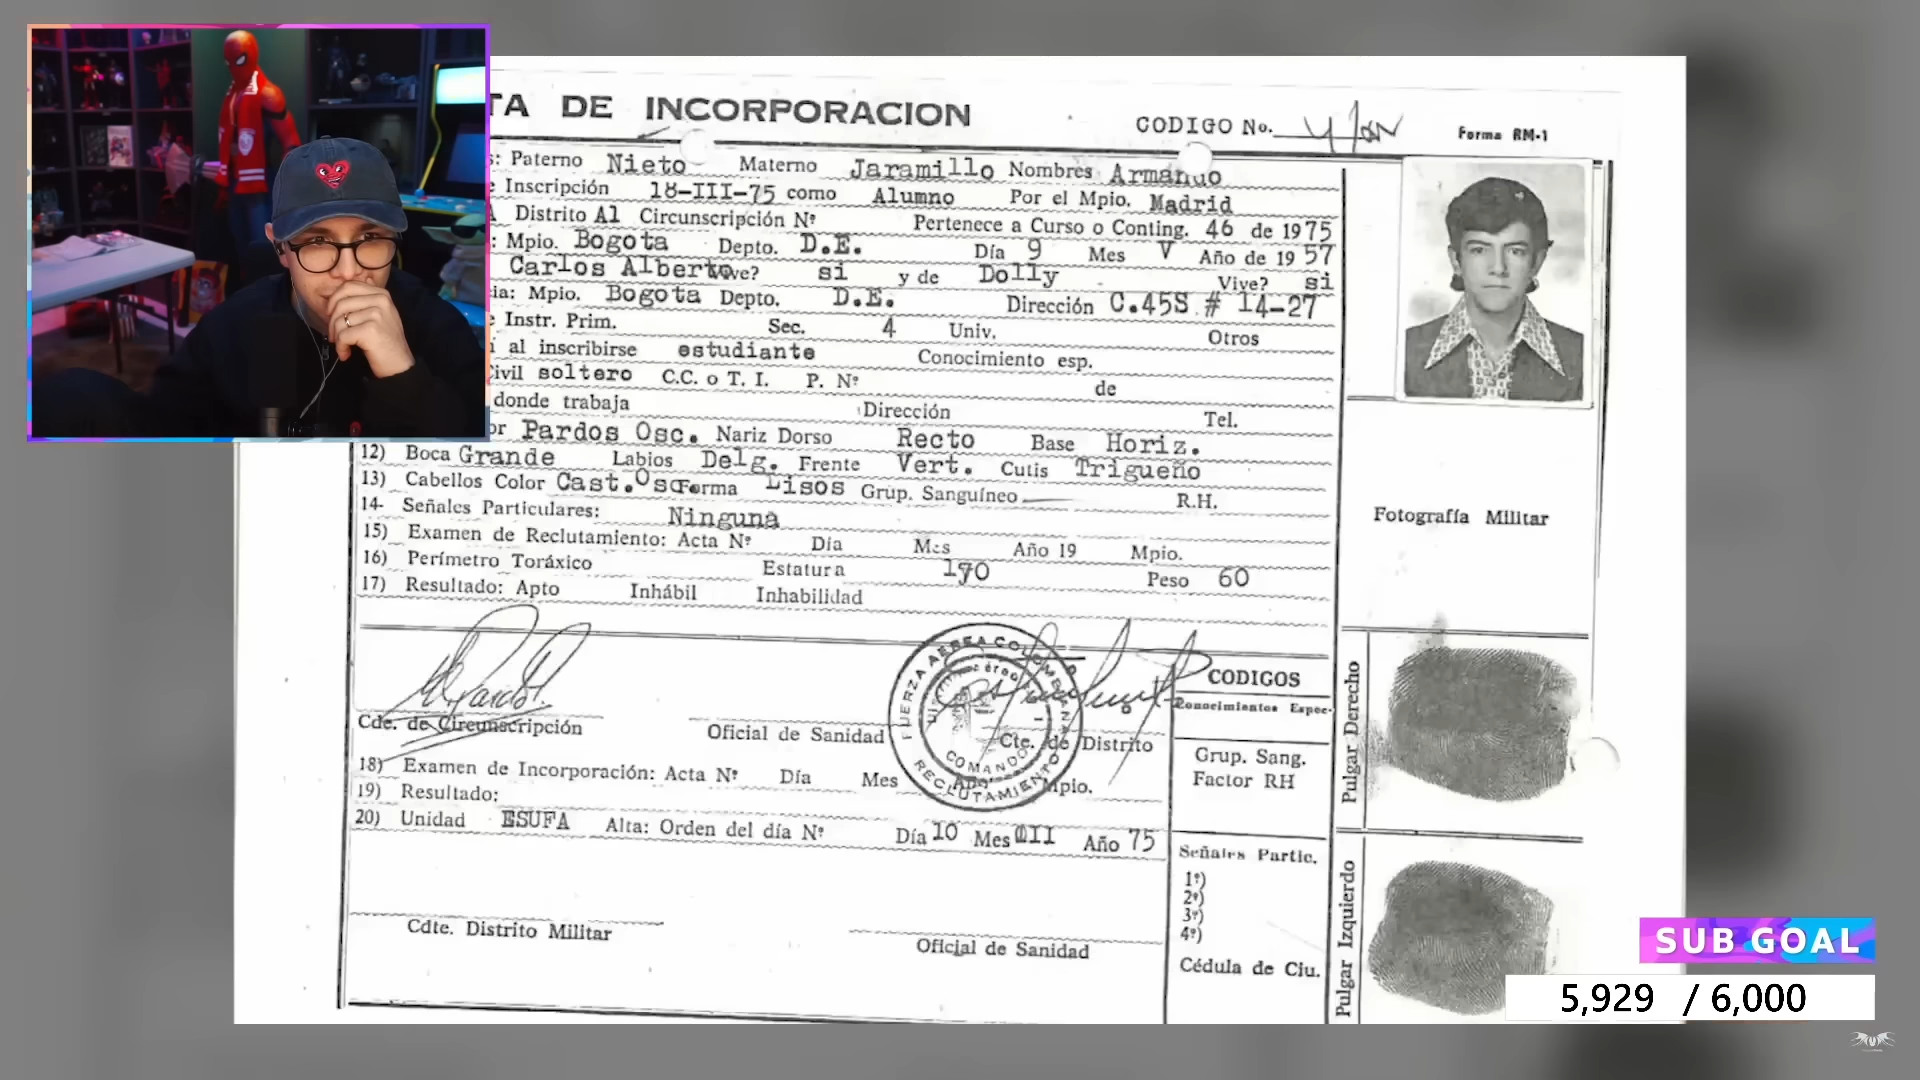 TA DE INCORPORACION
CODIGO No.
Forma RM-1
s: Paterno Nieto Materno Jaramillo Nombres Armando
e Inscripción 18-III-75 como Alumno Por el Mpio. Madrid
Distrito A1 Circunscripción Nº Pertenece a Curso o Conting. 46 de 1975
: Mpio. Bogota Depto. D.E. Día 9 Mes V Año de 19 57
Carlos Alberto Vive? si y de Dolly Vive? si
ia: Mpio. Bogota Depto. D.E. Dirección C.45S # 14-27
e Instr. Prim. Sec. 4 Univ. Otros
al inscribirse estudiante Conocimiento esp.
ivil soltero C.C. o T. I. P. Nº de
donde trabaja Dirección Tel.
or Pardos Osc. Nariz Dorso Recto Base Horiz.
12) Boca Grande Labios Delg. Frente Vert. Cutis Trigueño
13) Cabellos Color Cast.Osc Forma Lisos Grup. Sanguíneo R.H.
14- Señales Particulares: Ninguna
15) Examen de Reclutamiento: Acta Nº Día Mes Año 19 Mpio.
16) Perímetro Toráxico Estatura 170 Peso 60
17) Resultado: Apto Inhábil Inhabilidad
Fotografía Militar
FUERZA AEREA COLOMBIANA
COMANDO
RECLUTAMIENTO
Cde. de Circunscripción
Oficial de Sanidad
Cte. de Distrito
18) Examen de Incorporación: Acta Nº Día Mes Año Mpio.
19) Resultado:
20) Unidad ESUFA Alta: Orden del día Nº Día 10 Mes III Año 75
Cdte. Distrito Militar
Oficial de Sanidad
CODIGOS
Conocimientos Espec.
Grup. Sang.
Factor RH
Señales Partic.
1º)
2º)
3º)
4º)
Cédula de Ciu.
Pulgar Derecho
Pulgar Izquierdo
SUB GOAL
5,929 / 6,000